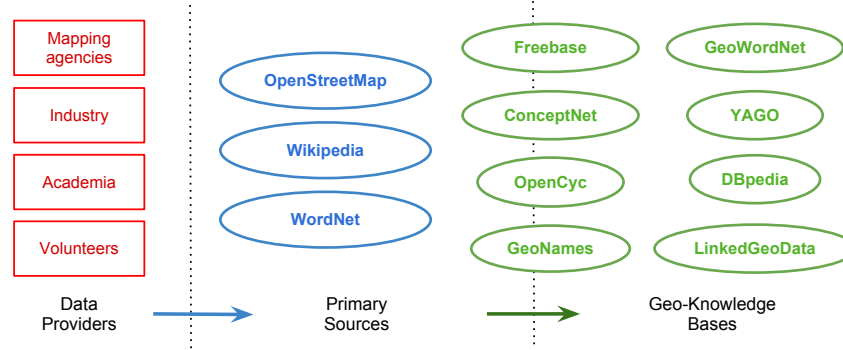 Mapping
agencies
Industry
Academia
Volunteers
Data
Providers
OpenStreetMap
Wikipedia
WordNet
Primary
Sources
Freebase
ConceptNet
OpenCyc
GeoNames
GeoWordNet
YAGO
DBpedia
LinkedGeoData
Geo-Knowledge
Bases